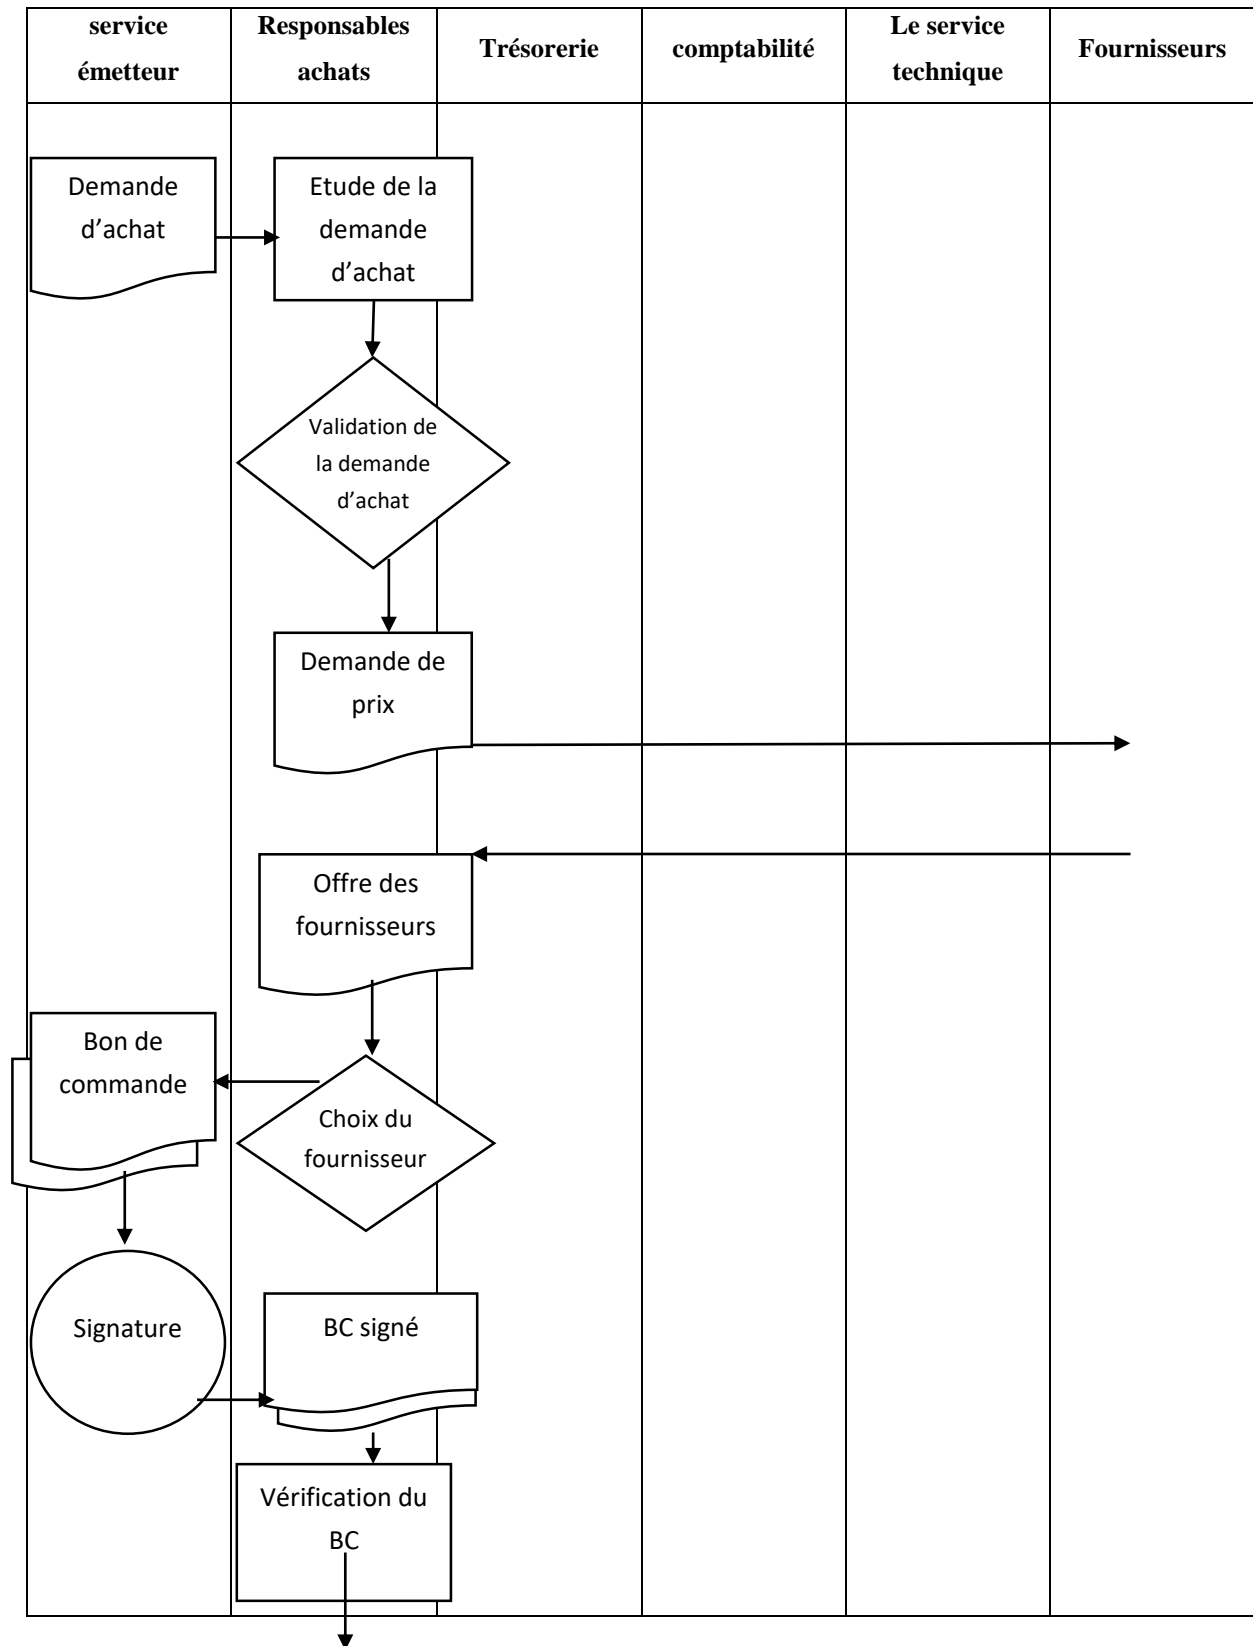 service
émetteur
Responsables
achats
Trésorerie
comptabilité
Le service
technique
Fournisseurs
Demande
d’achat
Etude de la
demande
d’achat
Validation de
la demande
d’achat
Demande de
prix
Offre des
fournisseurs
Bon de
commande
Choix du
fournisseur
Signature
BC signé
Vérification du
BC